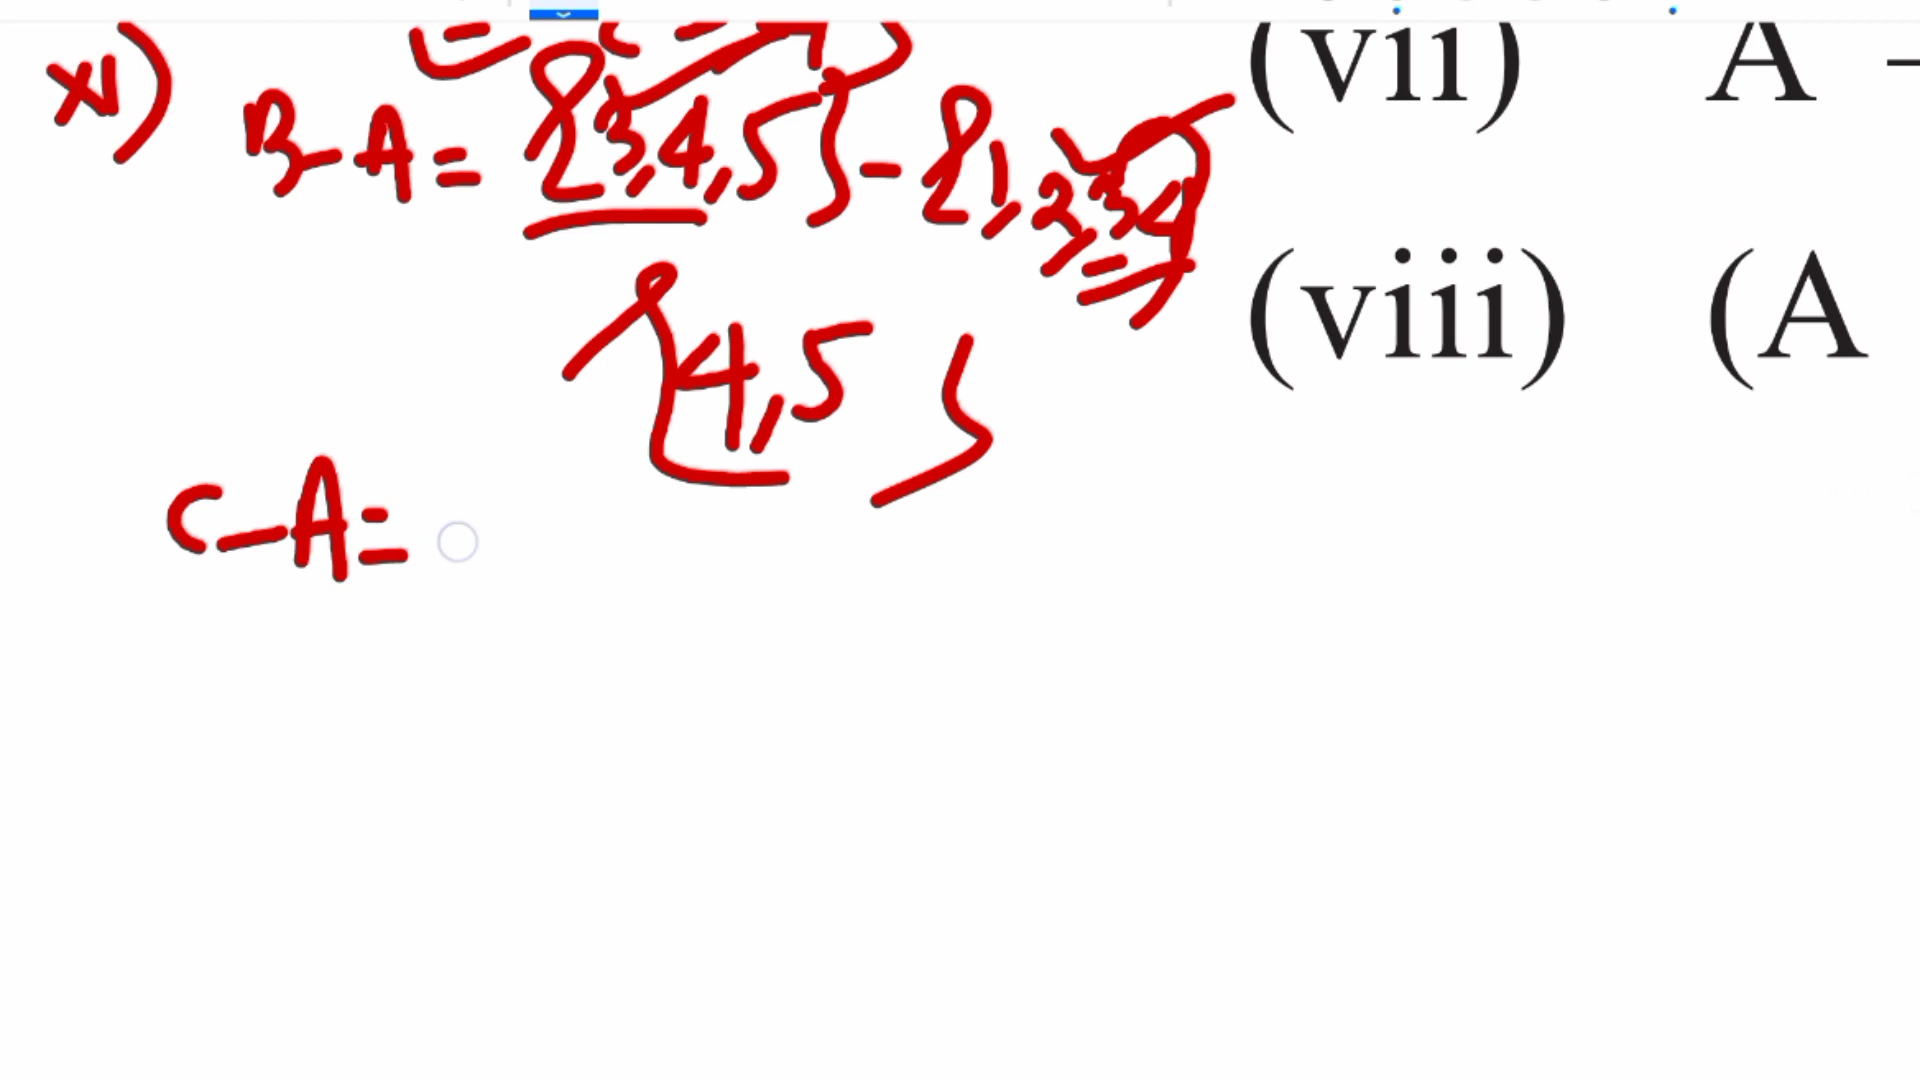 (vii) A -
xi) B-A= {3,4,5}-{1,2,3,4
(viii) (A
{4,5}
C-A=